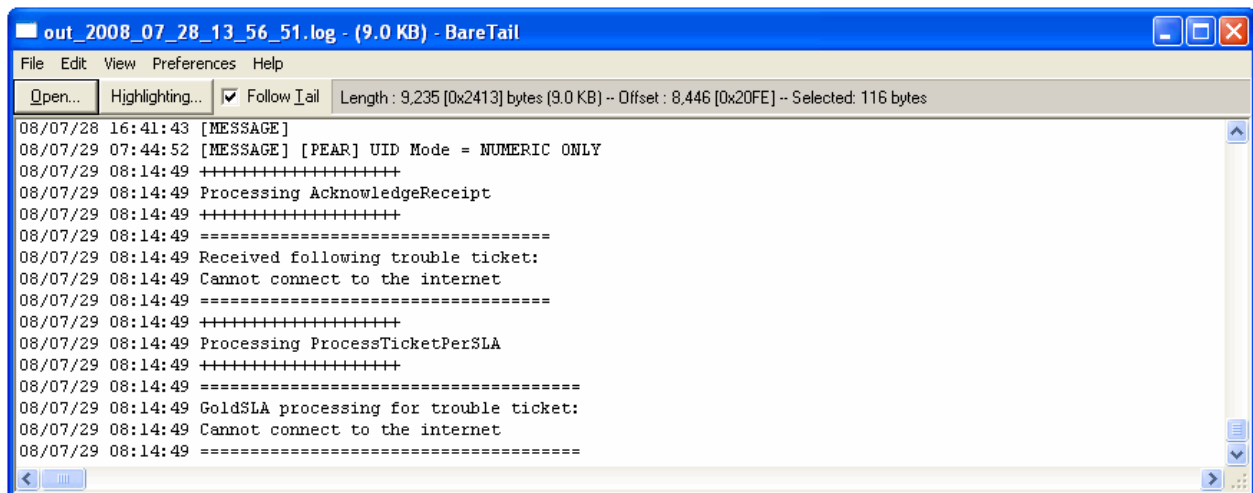 out_2008_07_28_13_56_51.log - (9.0 KB) - BareTail
File Edit View Preferences Help
Open... Highlighting... Follow Tail Length : 9,235 [0x2413] bytes (9.0 KB) -- Offset : 8,446 [0x20FE] -- Selected: 116 bytes
08/07/28 16:41:43 [MESSAGE]
08/07/29 07:44:52 [MESSAGE] [PEAR] UID Mode = NUMERIC ONLY
08/07/29 08:14:49 ++++++++++++++++++++
08/07/29 08:14:49 Processing AcknowledgeReceipt
08/07/29 08:14:49 ++++++++++++++++++++
08/07/29 08:14:49 ===================================
08/07/29 08:14:49 Received following trouble ticket:
08/07/29 08:14:49 Cannot connect to the internet
08/07/29 08:14:49 ===================================
08/07/29 08:14:49 ++++++++++++++++++++
08/07/29 08:14:49 Processing ProcessTicketPerSLA
08/07/29 08:14:49 ++++++++++++++++++++
08/07/29 08:14:49 ======================================
08/07/29 08:14:49 GoldSLA processing for trouble ticket:
08/07/29 08:14:49 Cannot connect to the internet
08/07/29 08:14:49 ======================================